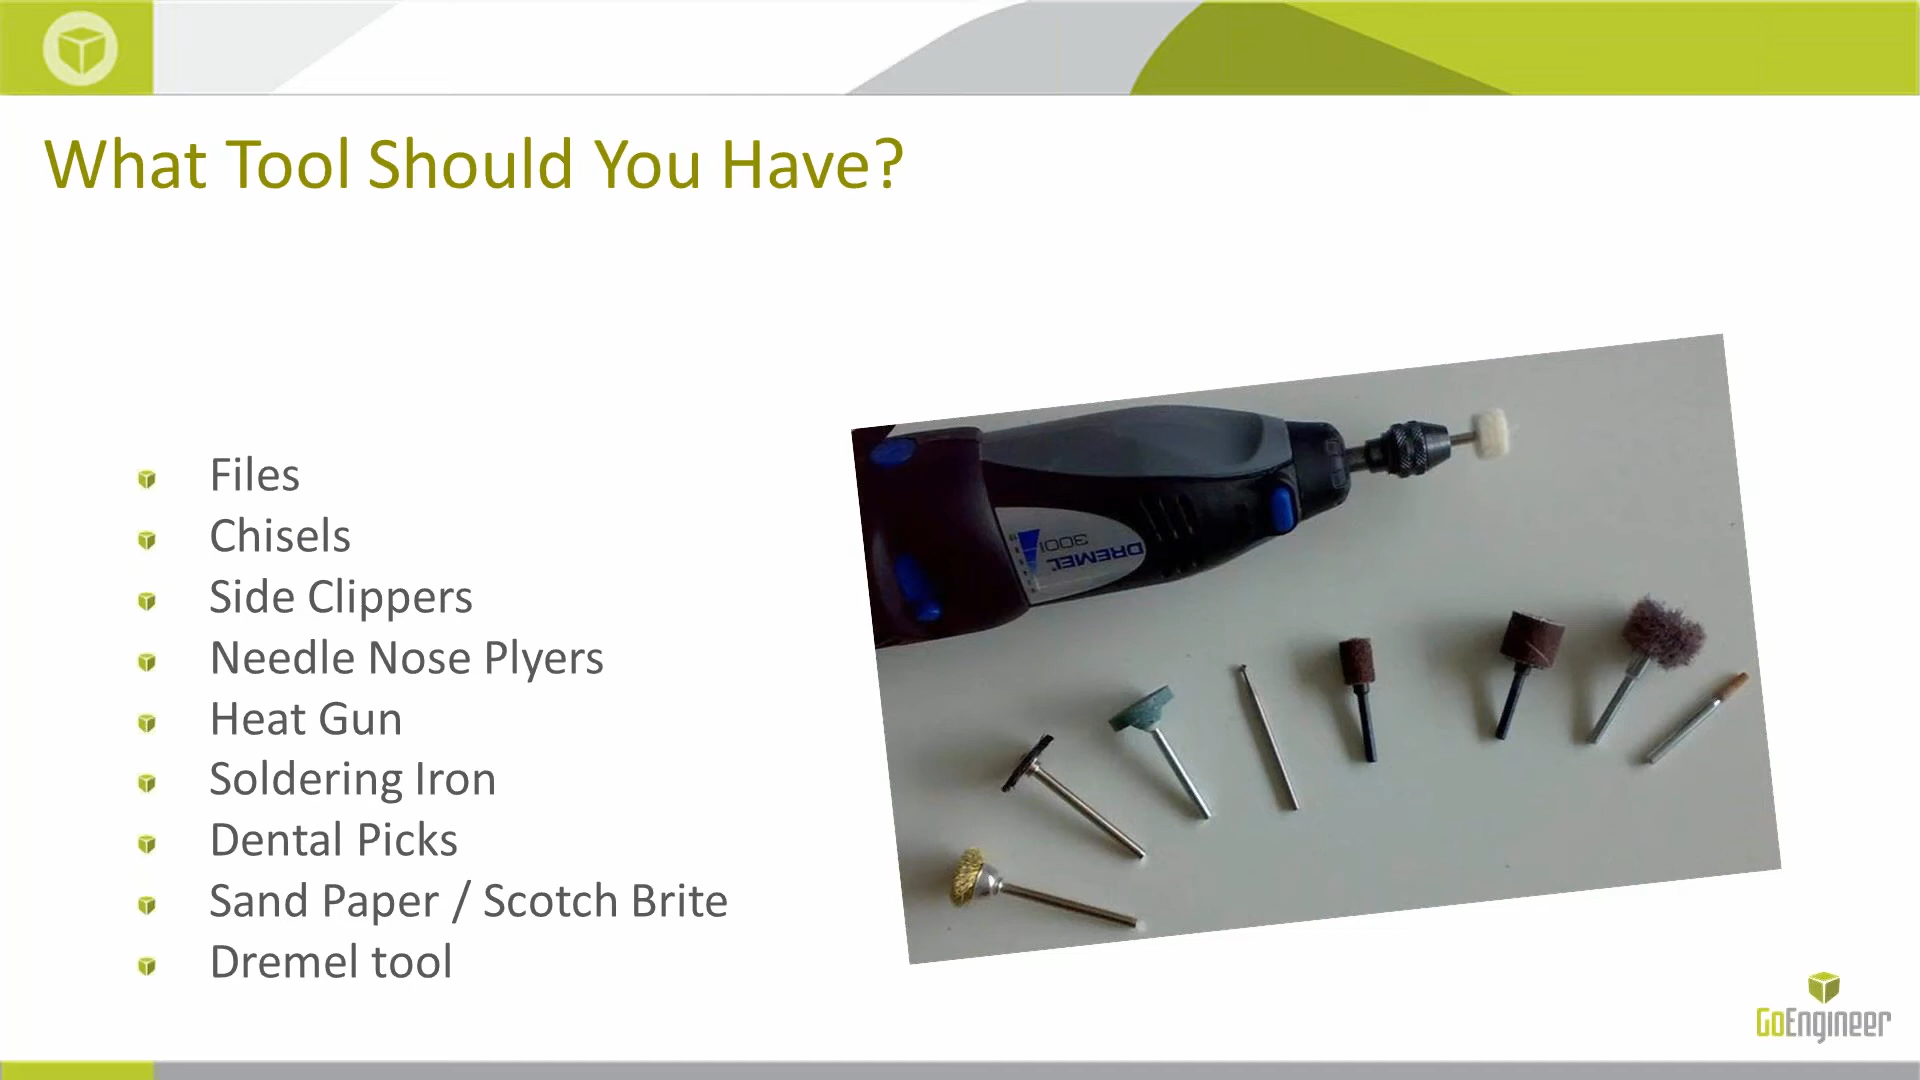 What Tool Should You Have?
Files
Chisels
Side Clippers
Needle Nose Plyers
Heat Gun
Soldering Iron
Dental Picks
Sand Paper / Scotch Brite
Dremel tool
DREMEL
300
GoEngineer